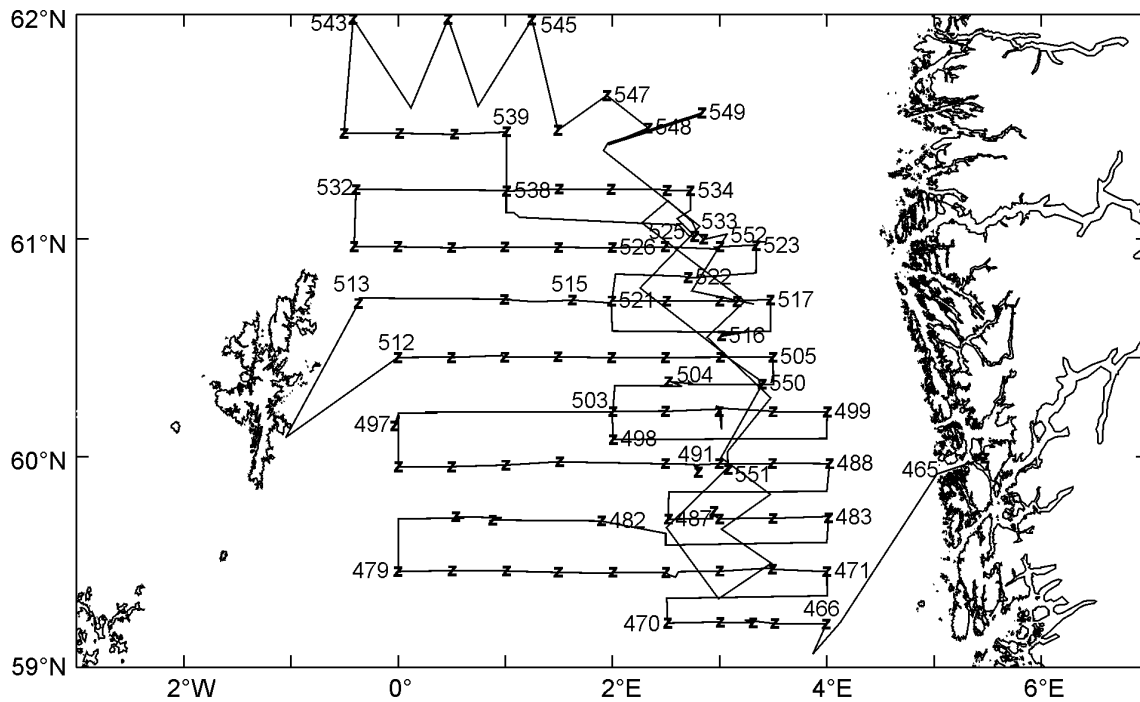 62°N
543
545
547
549
539
548
532
538
534
533
525
552
61°N
526
523
522
513
515
521
517
516
512
505
504
550
503
499
497
498
491
60°N
488
465
551
482
487
483
479
471
466
470
59°N
2°W
0°
2°E
4°E
6°E
Z Z Z
Z
Z Z
Z Z Z Z Z
Z Z Z Z Z Z
Z Z
Z Z Z Z Z Z Z Z Z
Z
Z Z Z Z Z Z Z Z
Z
Z Z Z Z Z Z Z Z
Z Z
Z Z Z Z Z
Z Z
Z Z Z Z Z Z Z Z
Z Z
Z Z Z Z Z Z Z Z
Z Z Z Z Z Z Z Z Z
Z Z Z Z Z